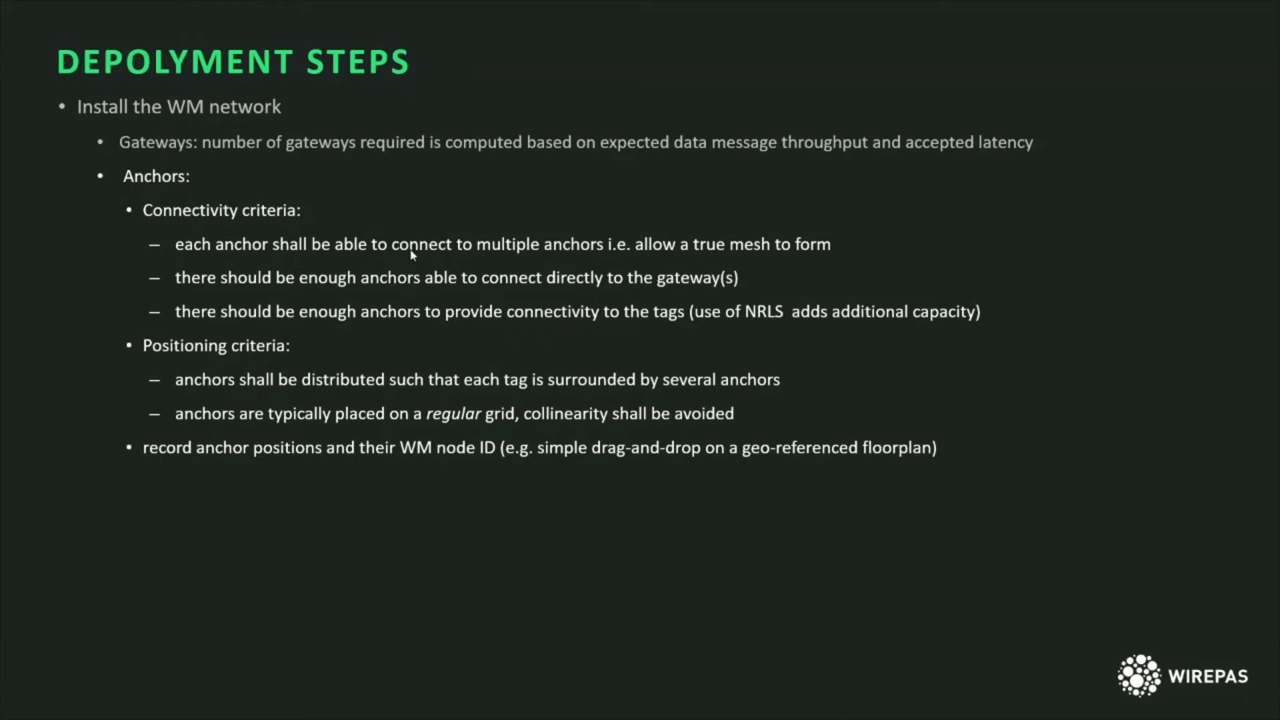 DEPOLYMENT STEPS
• Install the WM network
• Gateways: number of gateways required is computed based on expected data message throughput and accepted latency
• Anchors:
• Connectivity criteria:
– each anchor shall be able to connect to multiple anchors i.e. allow a true mesh to form
– there should be enough anchors able to connect directly to the gateway(s)
– there should be enough anchors to provide connectivity to the tags (use of NRLS adds additional capacity)
• Positioning criteria:
– anchors shall be distributed such that each tag is surrounded by several anchors
– anchors are typically placed on a regular grid, collinearity shall be avoided
• record anchor positions and their WM node ID (e.g. simple drag-and-drop on a geo-referenced floorplan)
WIREPAS